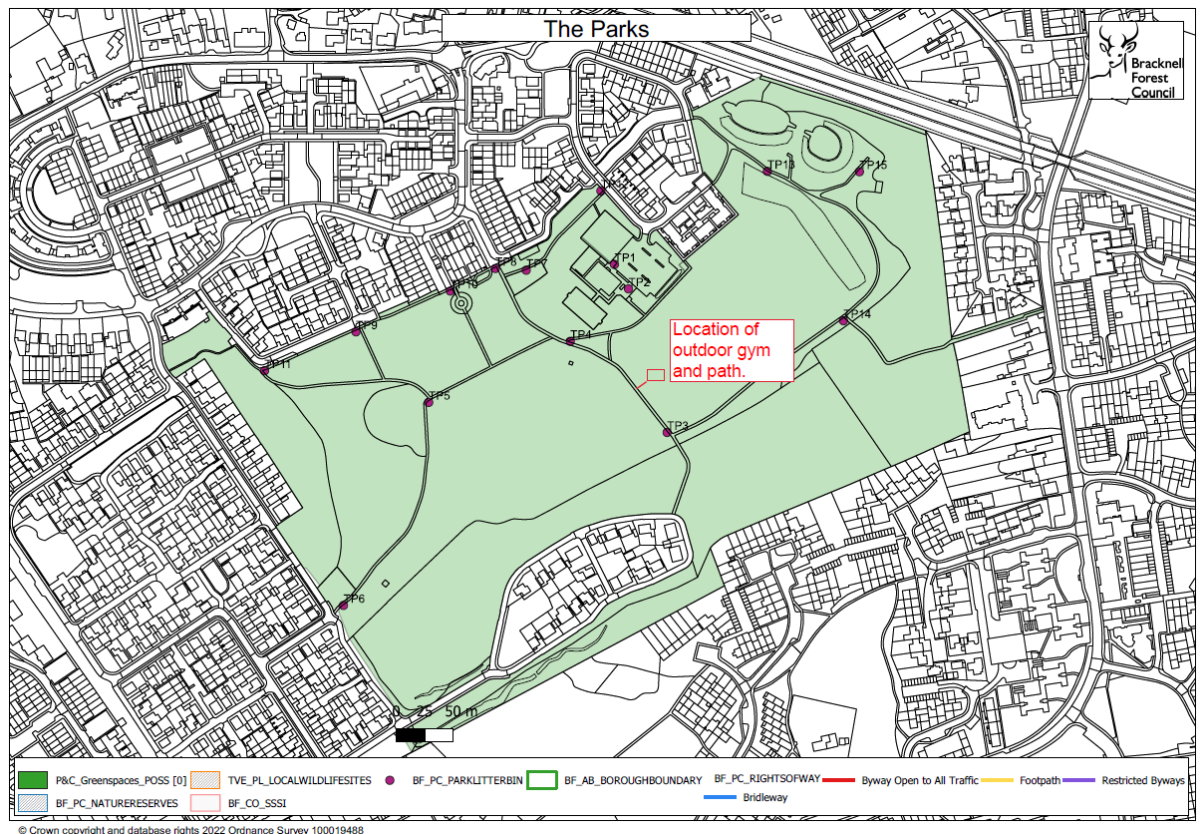 The Parks
Bracknell
Forest
Council
TP13
TP15
TP1
TP8
TP7
TP2
TP10
TP14
TP9
TP4
Location of
outdoor gym
and path.
TP11
TP5
TP3
TP6
0 25 50 m
P&C_Greenspaces_POSS [0] TVE_PL_LOCALWILDLIFESITES BF_PC_PARKLITTERBIN BF_AB_BOROUGHBOUNDARY BF_PC_RIGHTSOFWAY Byway Open to All Traffic Footpath Restricted Byways
BF_PC_NATURERESERVES BF_CO_SSSI Bridleway
© Crown copyright and database rights 2022 Ordnance Survey 100019488